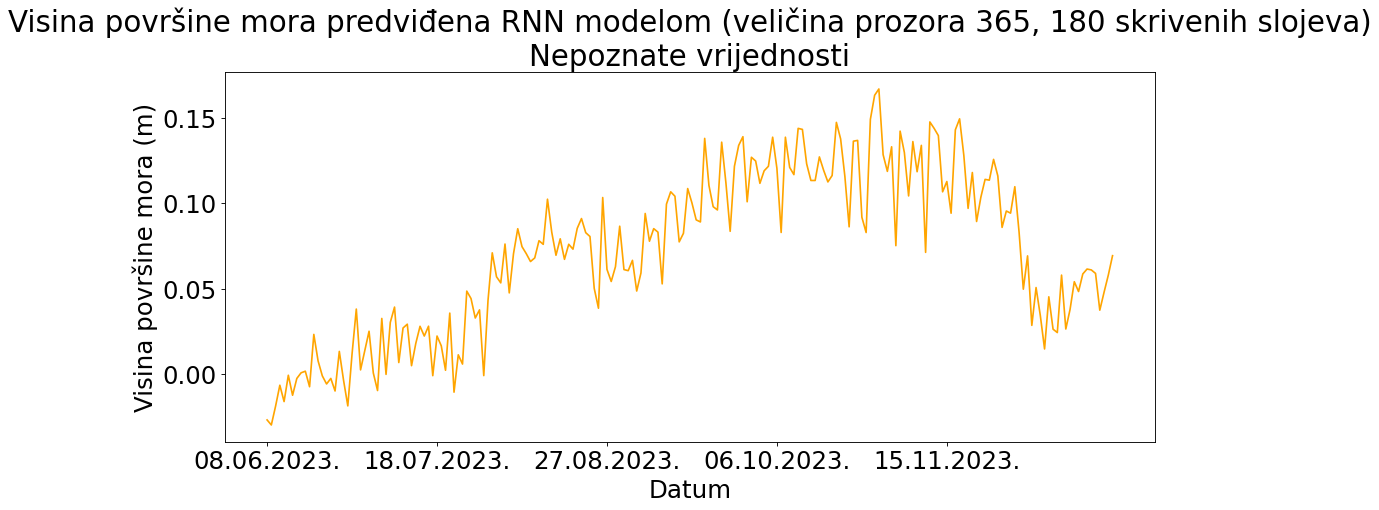 Visina površine mora predviđena RNN modelom (veličina prozora 365, 180 skrivenih slojeva)
Nepoznate vrijednosti
Visina površine mora (m)
0.15
0.10
0.05
0.00
08.06.2023. 18.07.2023. 27.08.2023. 06.10.2023. 15.11.2023.
Datum